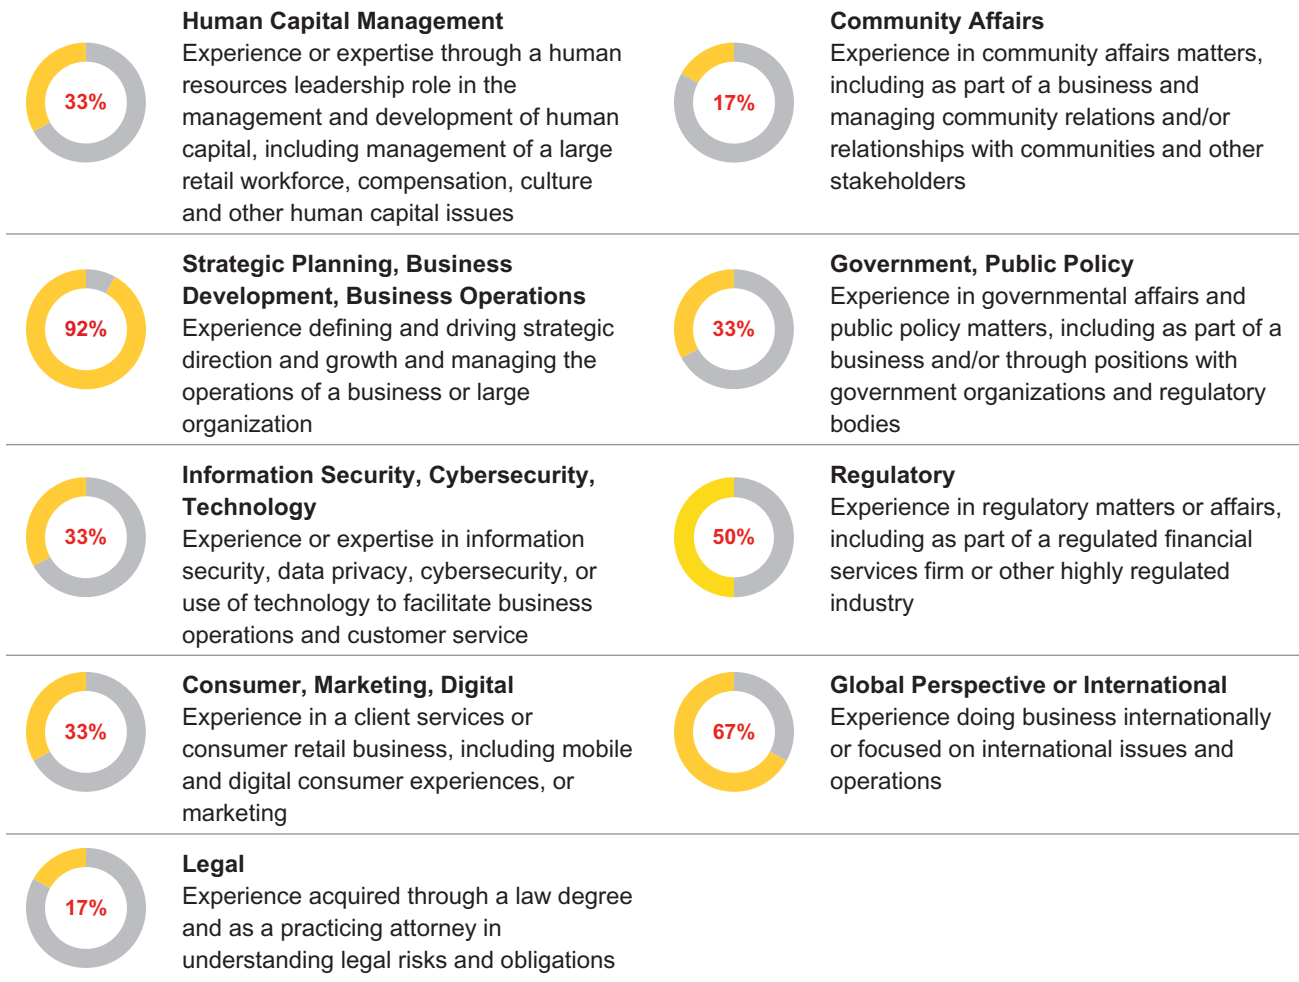 Human Capital Management
33%
Experience or expertise through a human
resources leadership role in the
management and development of human
capital, including management of a large
retail workforce, compensation, culture
and other human capital issues
Community Affairs
17%
Experience in community affairs matters,
including as part of a business and
managing community relations and/or
relationships with communities and other
stakeholders
Strategic Planning, Business
Development, Business Operations
92%
Experience defining and driving strategic
direction and growth and managing the
operations of a business or large
organization
Government, Public Policy
33%
Experience in governmental affairs and
public policy matters, including as part of a
business and/or through positions with
government organizations and regulatory
bodies
Information Security, Cybersecurity,
Technology
33%
Experience or expertise in information
security, data privacy, cybersecurity, or
use of technology to facilitate business
operations and customer service
Regulatory
50%
Experience in regulatory matters or affairs,
including as part of a regulated financial
services firm or other highly regulated
industry
Consumer, Marketing, Digital
33%
Experience in a client services or
consumer retail business, including mobile
and digital consumer experiences, or
marketing
Global Perspective or International
67%
Experience doing business internationally
or focused on international issues and
operations
Legal
17%
Experience acquired through a law degree
and as a practicing attorney in
understanding legal risks and obligations